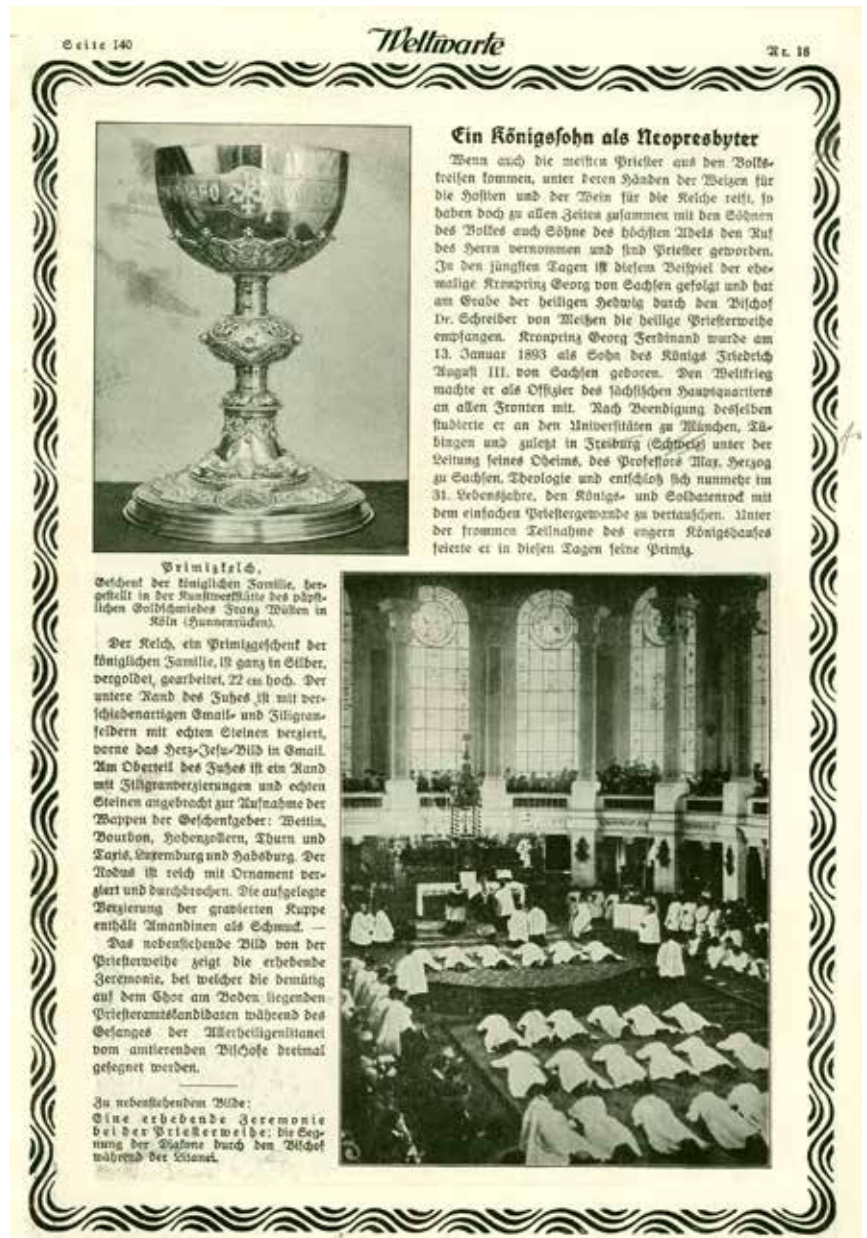 Seite 140
Weltwarte
Nr. 18
Ein Königssohn als Neopresbyter
Wenn auch die meisten Priester aus den Volks-
kreisen kommen, unter deren Händen der Weizen für
die Hostien und der Wein für die Kelche reift, so
haben doch zu allen Zeiten zusammen mit den Söhnen
des Volkes auch Söhne des höchsten Adels den Ruf
des Herrn vernommen und sind Priester geworden.
In den jüngsten Tagen ist diesem Beispiel der ehe-
malige Kronprinz Georg von Sachsen gefolgt und hat
am Grabe der heiligen Hedwig durch den Bischof
Dr. Schreiber von Meißen die heilige Priesterweihe
empfangen. Kronprinz Georg Ferdinand wurde am
13. Januar 1893 als Sohn des Königs Friedrich
August III. von Sachsen geboren. Den Weltkrieg
machte er als Offizier des sächsischen Hauptquartiers
an allen Fronten mit. Nach Beendigung desselben
studierte er an den Universitäten zu München, Tü-
bingen und zuletzt in Freiburg (Schweiz) unter der
Leitung seines Oheims, des Professors Max, Herzog
zu Sachsen, Theologie und entschloß sich nunmehr im
31. Lebensjahre, den Königs- und Soldatenrock mit
dem einfachen Priestergewande zu vertauschen. Unter
der frommen Teilnahme des engern Königshauses
feierte er in diesen Tagen seine Primiz.
Primizkelch,
Geschenk der königlichen Familie, her-
gestellt in der Kunstwerkstätte des päpst-
lichen Goldschmiedes Franz Wüsten in
Köln (Hunnenrücken).
Der Kelch, ein Primizgeschenk der
königlichen Familie, ist ganz in Silber,
vergoldet, gearbeitet, 22 cm hoch. Der
untere Rand des Fußes ist mit ver-
schiedenartigen Email- und Filigran-
feldern mit echten Steinen verziert,
vorne das Herz-Jesu-Bild in Email.
Am Oberteil des Fußes ist ein Rand
mit Filigranverzierungen und echten
Steinen angebracht zur Aufnahme der
Wappen der Geschenkgeber: Wettin,
Bourbon, Hohenzollern, Thurn und
Taxis, Luxemburg und Habsburg. Der
Nodus ist reich mit Ornament ver-
ziert und durchbrochen. Die aufgelegte
Verzierung der gravierten Kuppe
enthält Amandinen als Schmuck. —
Das nebenstehende Bild von der
Priesterweihe zeigt die erhebende
Zeremonie, bei welcher die demütig
auf dem Chor am Boden liegenden
Priesteramtskandidaten während des
Gesanges der Allerheiligenlitanei
vom amtierenden Bischofe dreimal
gesegnet werden.
Zu nebenstehendem Bilde:
Eine erhebende Zeremonie
bei der Priesterweihe: die Seg-
nung der Diakone durch den Bischof
während der Litanei.